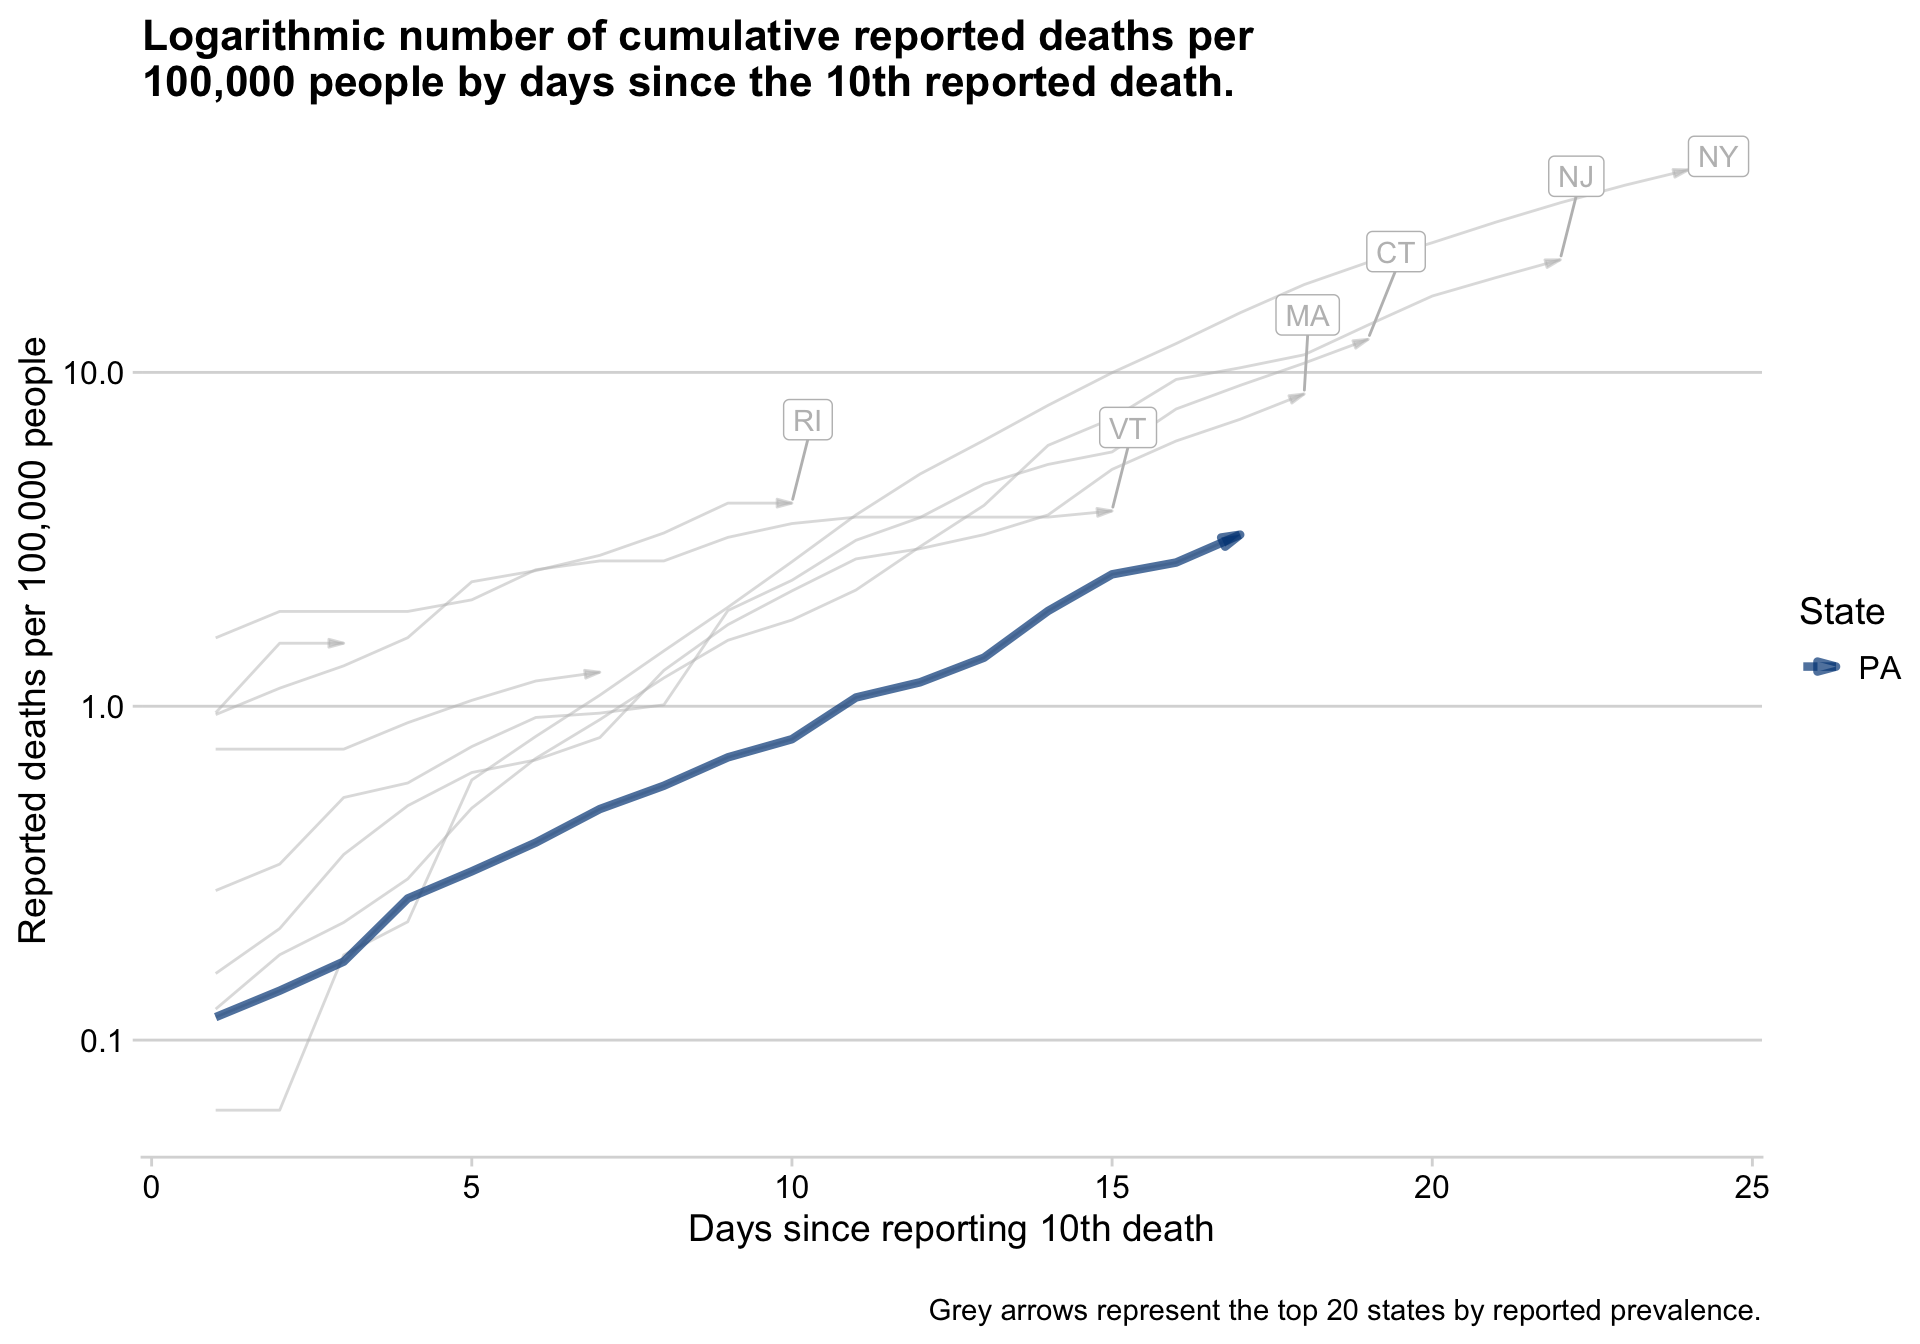 Logarithmic number of cumulative reported deaths per
100,000 people by days since the 10th reported death.
NY
NJ
CT
MA
RI
VT
Reported deaths per 100,000 people
10.0
1.0
0.1
State
PA
0 5 10 15 20 25
Days since reporting 10th death
Grey arrows represent the top 20 states by reported prevalence.